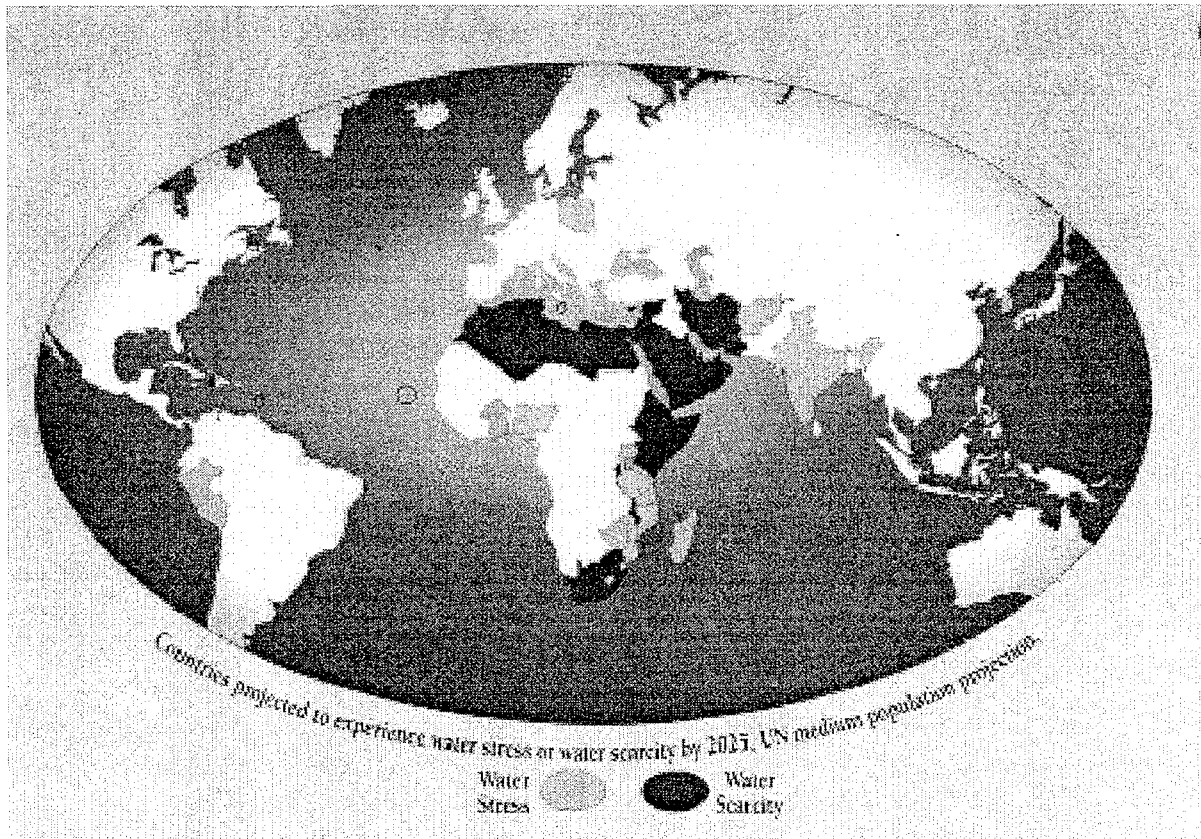 Countries projected to experience water stress or water scarcity by 2025, UN medium population projection.
Water
Stress
Water
Scarcity